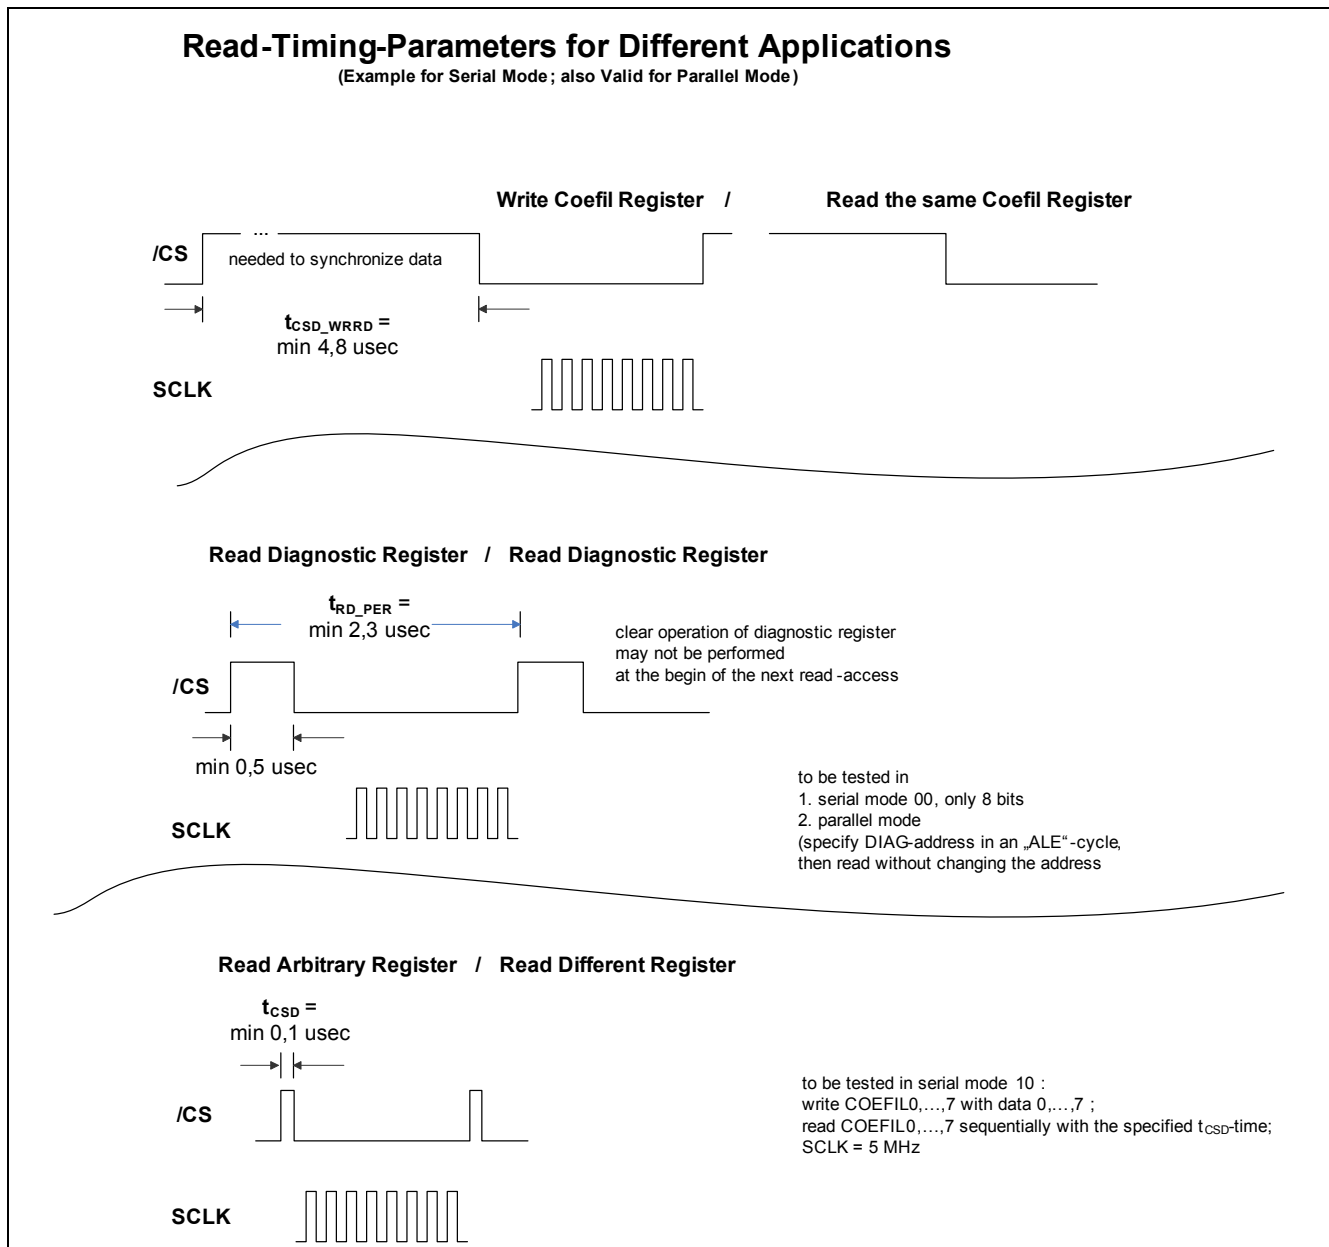 Read-Timing-Parameters for Different Applications
(Example for Serial Mode; also Valid for Parallel Mode)
Write Coefil Register / Read the same Coefil Register
/CS
...
needed to synchronize data
tCSD_WRRD =
min 4,8 usec
SCLK
Read Diagnostic Register / Read Diagnostic Register
tRD_PER =
min 2,3 usec
clear operation of diagnostic register
may not be performed
at the begin of the next read-access
/CS
min 0,5 usec
SCLK
to be tested in
1. serial mode 00, only 8 bits
2. parallel mode
(specify DIAG-address in an „ALE“-cycle,
then read without changing the address
Read Arbitrary Register / Read Different Register
tCSD =
min 0,1 usec
/CS
SCLK
to be tested in serial mode 10 :
write COEFIL0,...,7 with data 0,...,7 ;
read COEFIL0,...,7 sequentially with the specified tCSD-time;
SCLK = 5 MHz